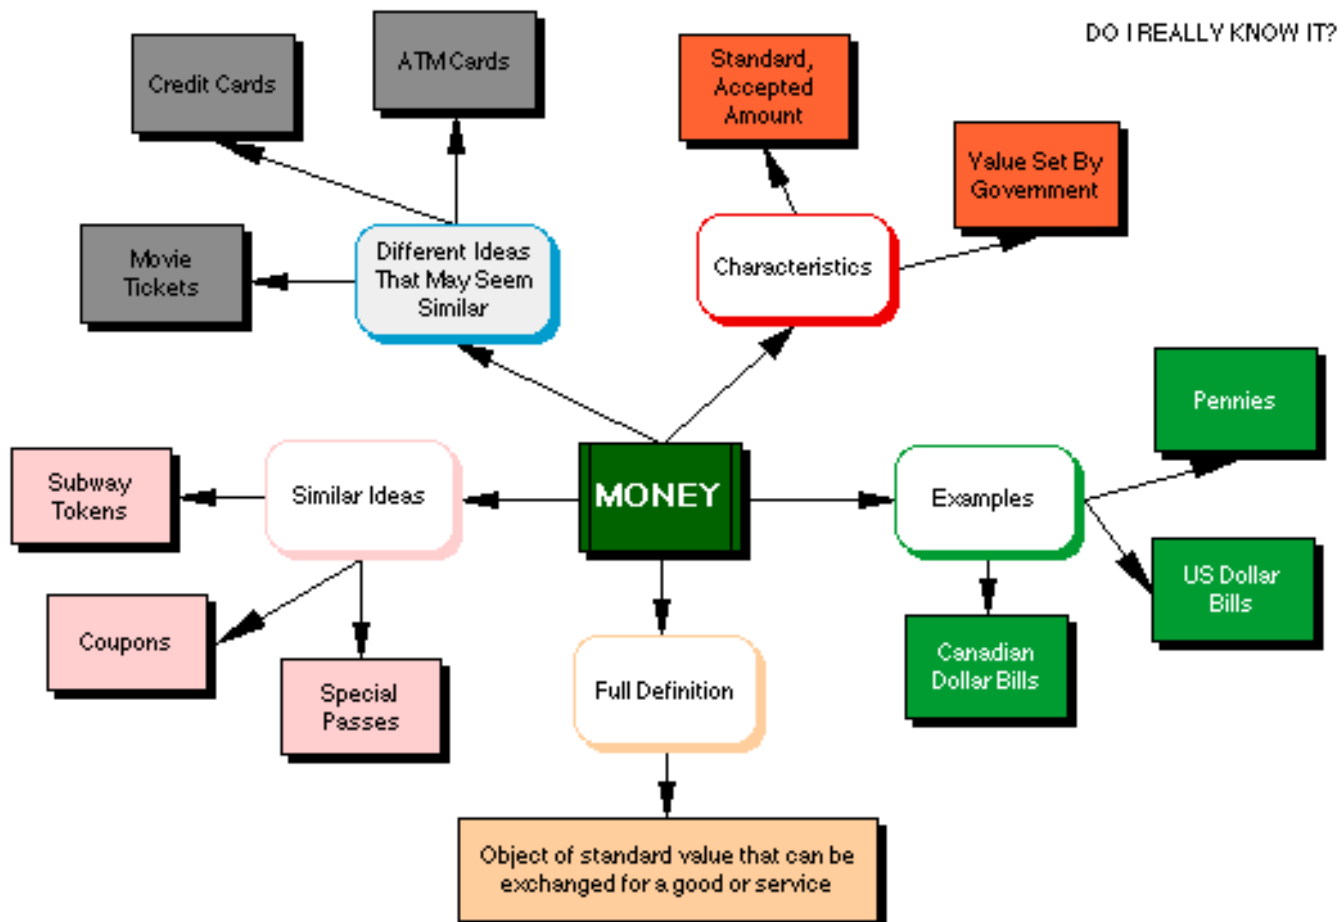 DO I REALLY KNOW IT?
Credit Cards
ATM Cards
Standard,
Accepted
Amount
Value Set By
Government
Movie
Tickets
Different Ideas
That May Seem
Similar
Characteristics
Pennies
Subway
Tokens
Similar Ideas
MONEY
Examples
US Dollar
Bills
Coupons
Special
Passes
Full Definition
Canadian
Dollar Bills
Object of standard value that can be
exchanged for a good or service